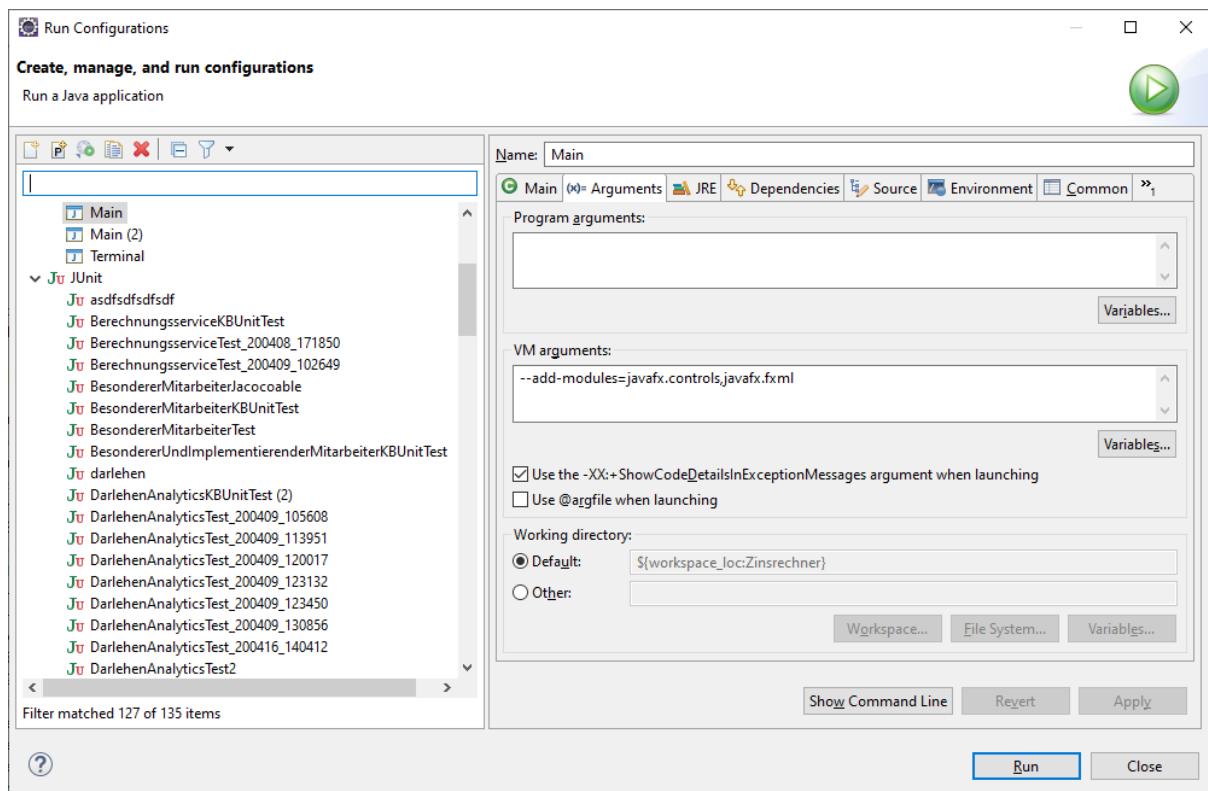 Run Configurations
Create, manage, and run configurations
Run a Java application
Main
Main (2)
Terminal
JUnit
asdfsdfsdfsdf
BerechnungsserviceKBUnitTest
BerechnungsserviceTest_200408_171850
BerechnungsserviceTest_200409_102649
BesondererMitarbeiterJacocoable
BesondererMitarbeiterKBUnitTest
BesondererMitarbeiterTest
BesondererUndImplementierenderMitarbeiterKBUnitTest
darlehen
DarlehenAnalyticsKBUnitTest (2)
DarlehenAnalyticsTest_200409_105608
DarlehenAnalyticsTest_200409_113951
DarlehenAnalyticsTest_200409_120017
DarlehenAnalyticsTest_200409_123132
DarlehenAnalyticsTest_200409_123450
DarlehenAnalyticsTest_200409_130856
DarlehenAnalyticsTest_200416_140412
DarlehenAnalyticsTest2
Filter matched 127 of 135 items
Name: Main
Main (x)= Arguments JRE Dependencies Source Environment Common »1
Program arguments:
Variables...
VM arguments:
--add-modules=javafx.controls,javafx.fxml
Variables...
Use the -XX:+ShowCodeDetailsInExceptionMessages argument when launching
Use @argfile when launching
Working directory:
Default: ${workspace_loc:Zinsrechner}
Other:
Workspace... File System... Variables...
Show Command Line Revert Apply
Run Close